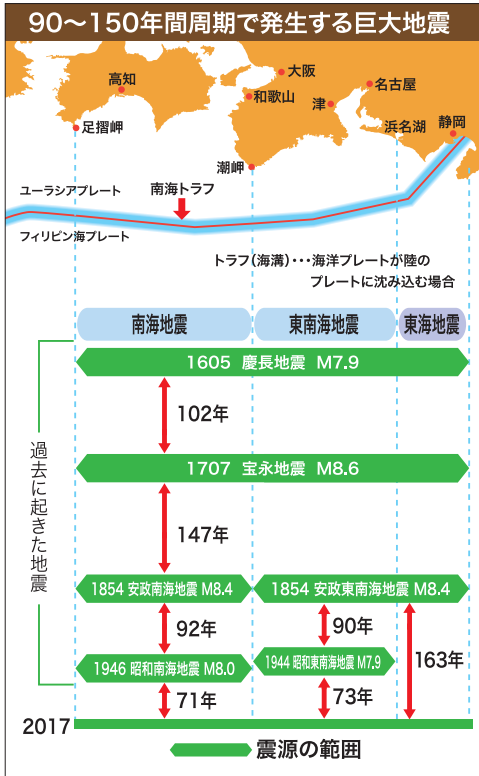 90～150年間周期で発生する巨大地震
大阪
高知
和歌山
名古屋
津
足摺岬
浜名湖
静岡
潮岬
ユーラシアプレート
南海トラフ
フィリピン海プレート
トラフ（海溝）・・・海洋プレートが陸の
プレートに沈み込む場合
南海地震
東南海地震
東海地震
1605 慶長地震 M7.9
102年
過去に起きた地震
1707 宝永地震 M8.6
147年
1854 安政南海地震 M8.4
1854 安政東南海地震 M8.4
92年
90年
163年
1946 昭和南海地震 M8.0
1944 昭和東南海地震 M7.9
71年
73年
2017
震源の範囲